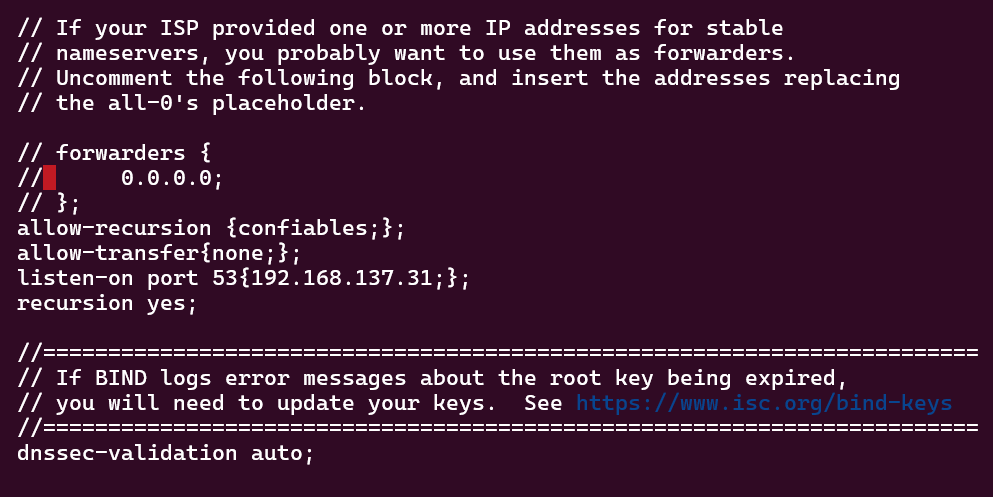 // If your ISP provided one or more IP addresses for stable
// nameservers, you probably want to use them as forwarders.
// Uncomment the following block, and insert the addresses replacing
// the all-0's placeholder.

// forwarders {
//      0.0.0.0;
// };
allow-recursion {confiables;};
allow-transfer{none;};
listen-on port 53{192.168.137.31;};
recursion yes;

//========================================================================
// If BIND logs error messages about the root key being expired,
// you will need to update your keys.  See https://www.isc.org/bind-keys
//========================================================================
dnssec-validation auto;